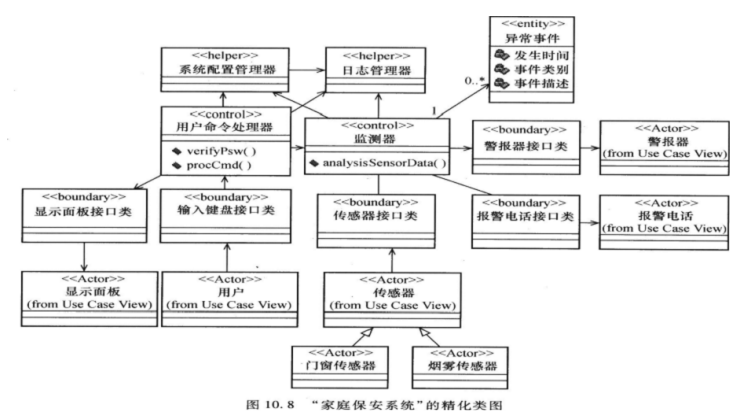 <<entity>>
异常事件
发生时间
事件类别
事件描述
<<helper>>
系统配置管理器
<<helper>>
日志管理器
0..*
1
<<control>>
用户命令处理器
verifyPsw( )
procCmd( )
<<control>>
监测器
analysisSensorData( )
<<boundary>>
警报器接口类
<<Actor>>
警报器
(from Use Case View)
<<boundary>>
显示面板接口类
<<boundary>>
输入键盘接口类
<<boundary>>
传感器接口类
<<boundary>>
报警电话接口类
<<Actor>>
报警电话
(from Use Case View)
<<Actor>>
显示面板
(from Use Case View)
<<Actor>>
用户
(from Use Case View)
<<Actor>>
传感器
(from Use Case View)
<<Actor>>
门窗传感器
<<Actor>>
烟雾传感器
图 10.8 “家庭保安系统”的精化类图